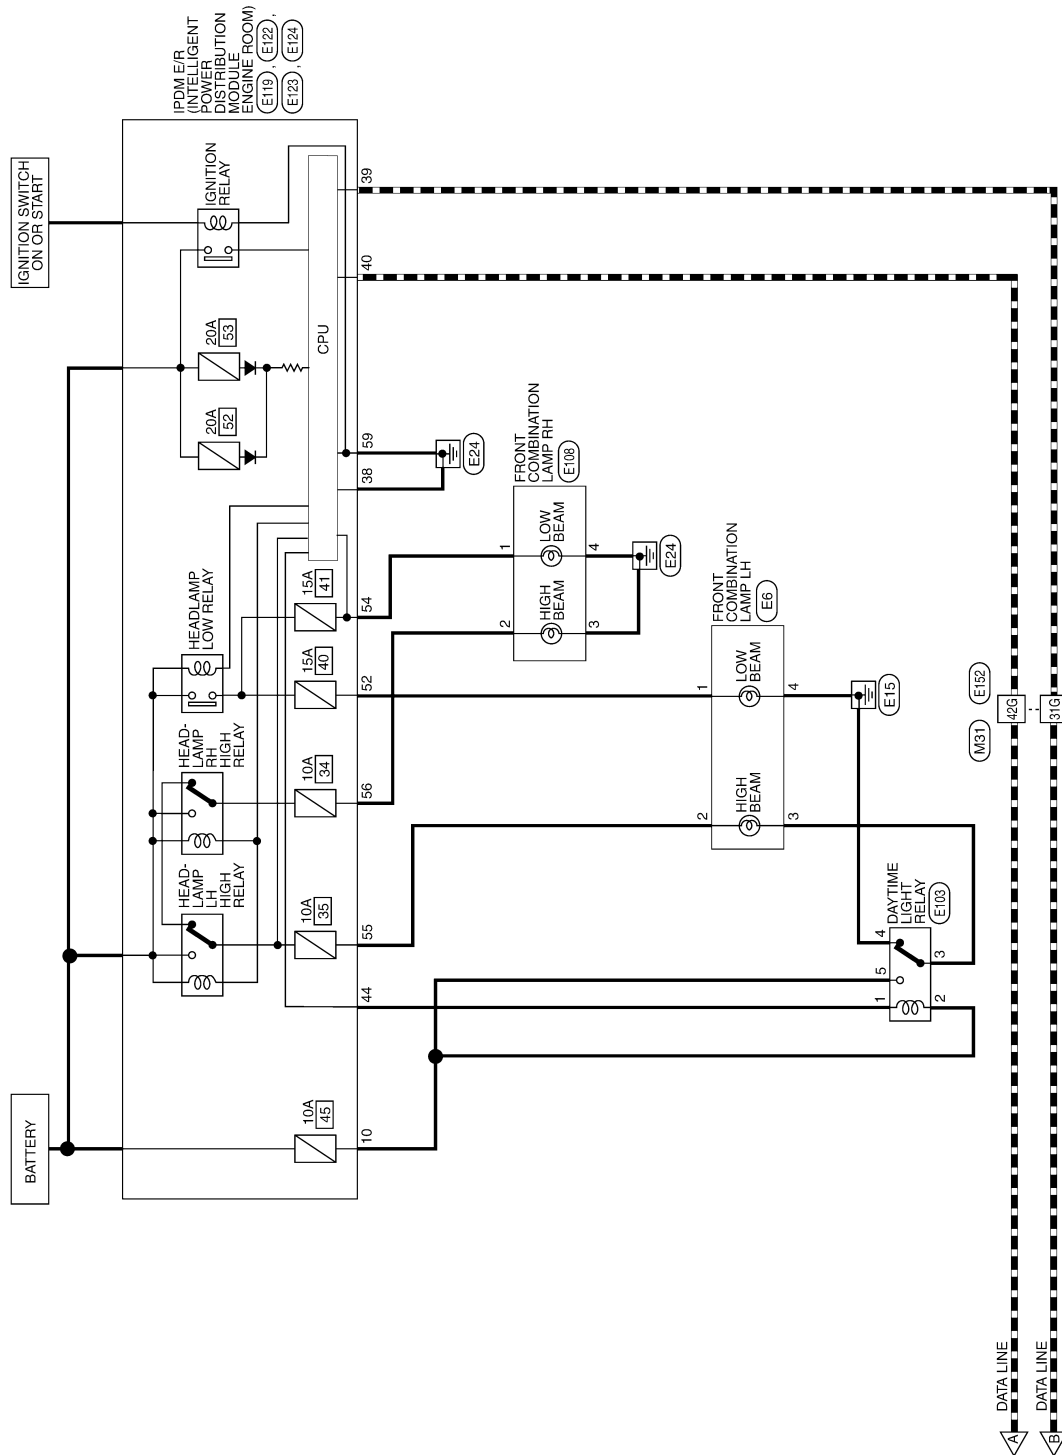 BATTERY
IGNITION SWITCH
ON OR START
IPDM E/R
(INTELLIGENT
POWER
DISTRIBUTION
MODULE
ENGINE ROOM)
E119 , E122 ,
E123 , E124
HEAD-
LAMP
LH
HIGH
RELAY
HEAD-
LAMP
RH
HIGH
RELAY
HEADLAMP
LOW RELAY
IGNITION
RELAY
20A
52
20A
53
10A
45
10A
35
10A
34
15A
40
15A
41
CPU
10
44
55
56
52
54
38
59
40
39
E24
FRONT
COMBINATION
LAMP RH
E108
2
1
HIGH
BEAM
LOW
BEAM
3
4
E24
FRONT
COMBINATION
LAMP LH
E6
2
1
HIGH
BEAM
LOW
BEAM
3
4
E15
DAYTIME
LIGHT
RELAY
E103
1
5
4
2
3
M31
E152
42G
31G
DATA LINE
A
DATA LINE
B